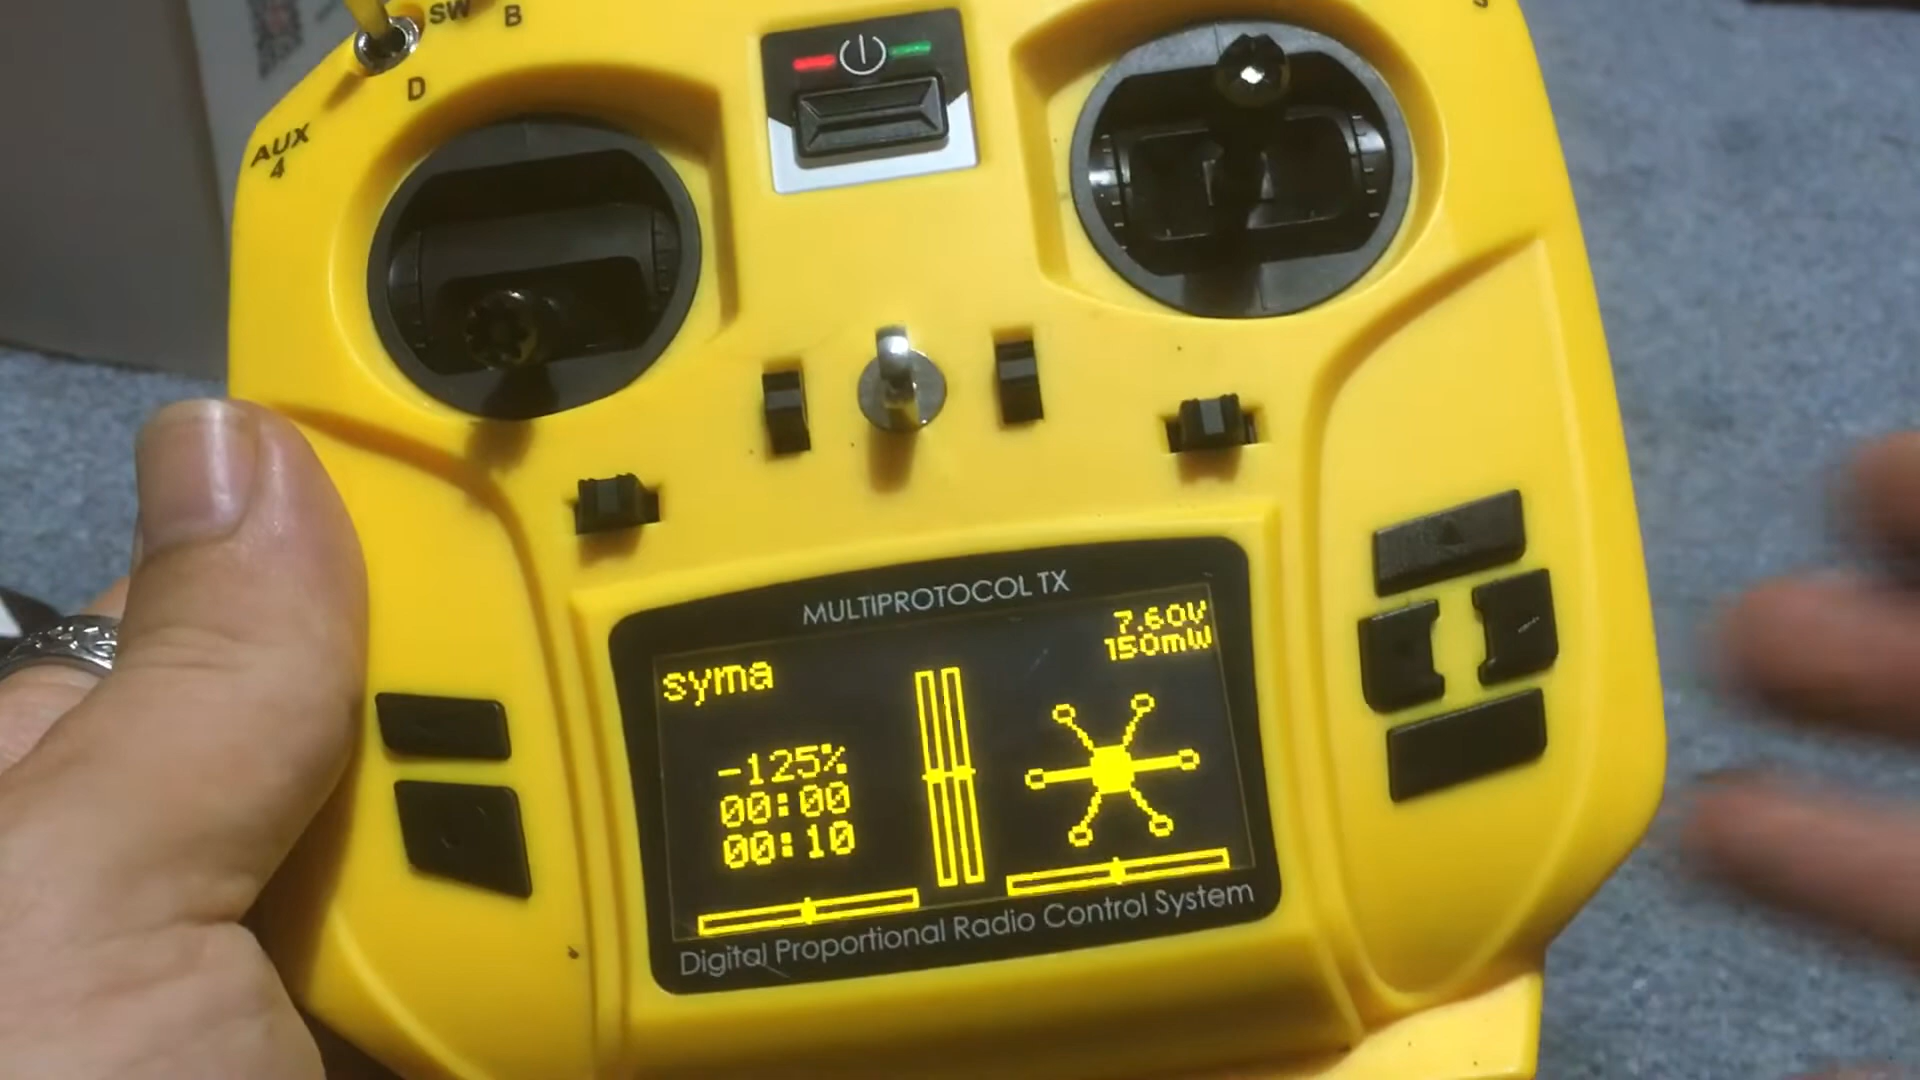 SW B
D
AUX
4
MULTIPROTOCOL TX
7.60V
150mW
syma
-125%
00:00
00:10
Digital Proportional Radio Control System